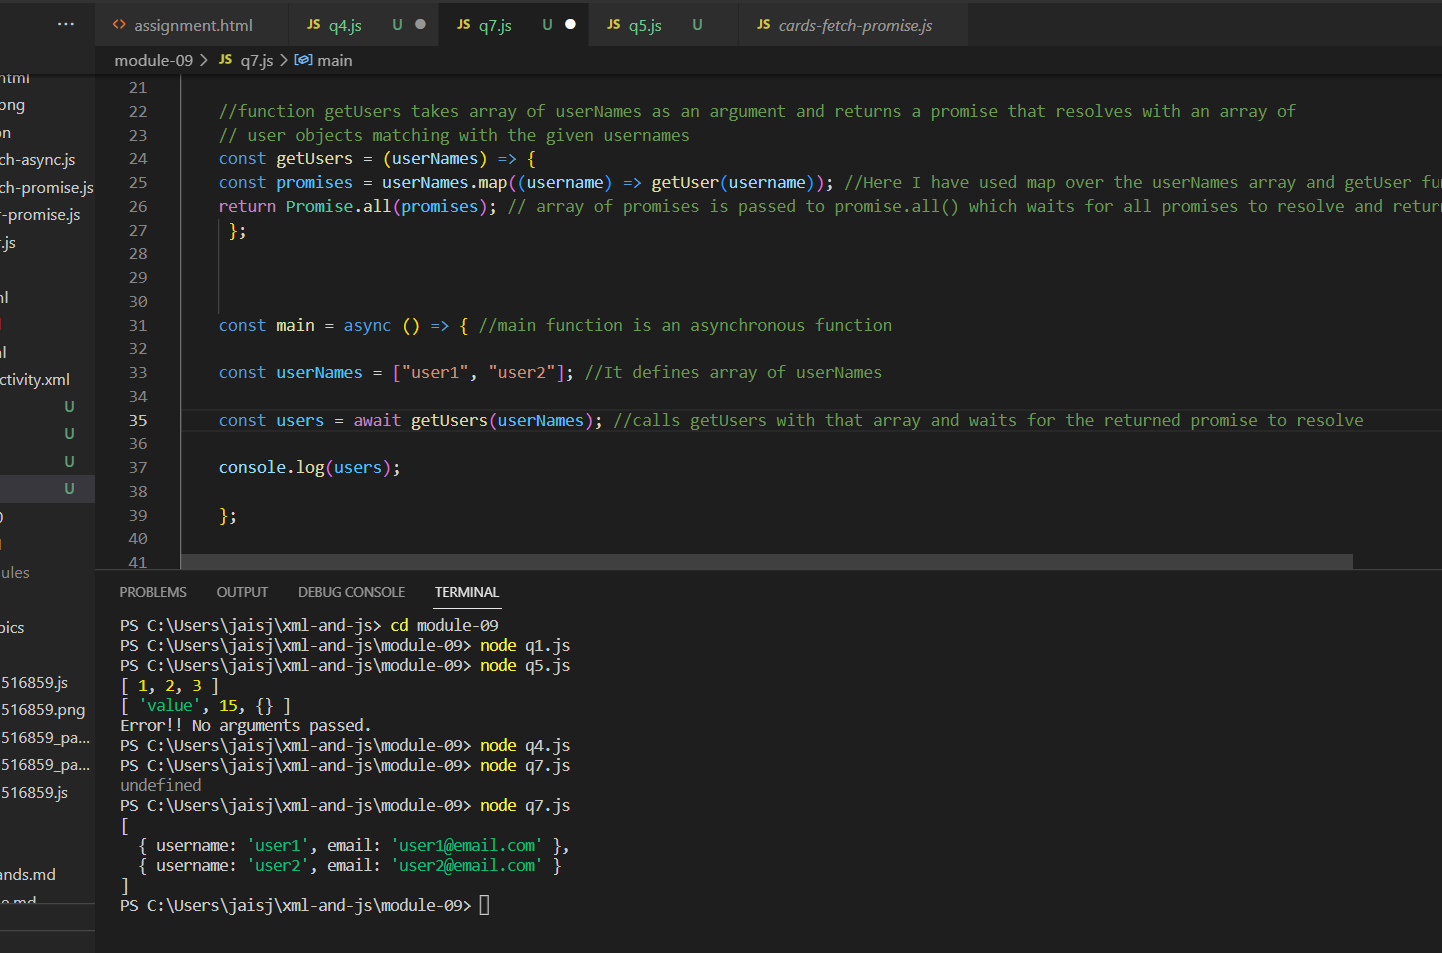 ··· <> assignment.html JS q4.js U JS q7.js U JS q5.js U JS cards-fetch-promise.js
module-09 > JS q7.js > main
21
22 //function getUsers takes array of userNames as an argument and returns a promise that resolves with an array of
23 // user objects matching with the given usernames
24 const getUsers = (userNames) => {
25 const promises = userNames.map((username) => getUser(username)); //Here I have used map over the userNames array and getUser fu
26 return Promise.all(promises); // array of promises is passed to promise.all() which waits for all promises to resolve and retur
27 };
28
29
30
31 const main = async () => { //main function is an asynchronous function
32
33 const userNames = ["user1", "user2"]; //It defines array of userNames
34
35 const users = await getUsers(userNames); //calls getUsers with that array and waits for the returned promise to resolve
36
37 console.log(users);
38
39 };
40
41
html
png
on
ch-async.js
ch-promise.js
r-promise.js
.js
ml
ml
ctivity.xml
U
U
U
U
ules
pics
516859.js
516859.png
516859_pa...
516859_pa...
516859.js
ands.md
e.md
PROBLEMS OUTPUT DEBUG CONSOLE TERMINAL
PS C:\Users\jaisj\xml-and-js> cd module-09
PS C:\Users\jaisj\xml-and-js\module-09> node q1.js
PS C:\Users\jaisj\xml-and-js\module-09> node q5.js
[ 1, 2, 3 ]
[ 'value', 15, {} ]
Error!! No arguments passed.
PS C:\Users\jaisj\xml-and-js\module-09> node q4.js
PS C:\Users\jaisj\xml-and-js\module-09> node q7.js
undefined
PS C:\Users\jaisj\xml-and-js\module-09> node q7.js
[
{ username: 'user1', email: 'user1@email.com' },
{ username: 'user2', email: 'user2@email.com' }
]
PS C:\Users\jaisj\xml-and-js\module-09>